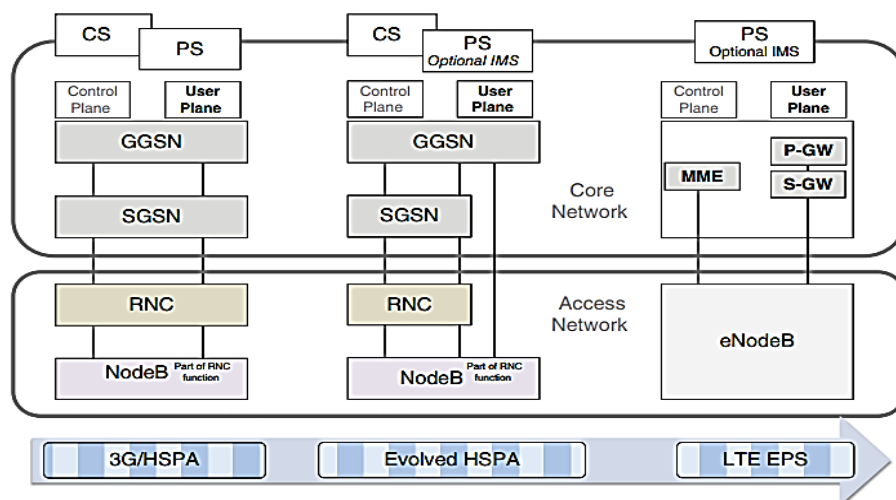 CS
PS
CS
PS
Optional IMS
PS
Optional IMS
Control
Plane
User
Plane
Control
Plane
User
Plane
Control
Plane
User
Plane
GGSN
GGSN
P-GW
MME
S-GW
SGSN
SGSN
Core
Network
RNC
RNC
Access
Network
eNodeB
NodeB
Part of RNC
function
NodeB
Part of RNC
function
3G/HSPA
Evolved HSPA
LTE EPS